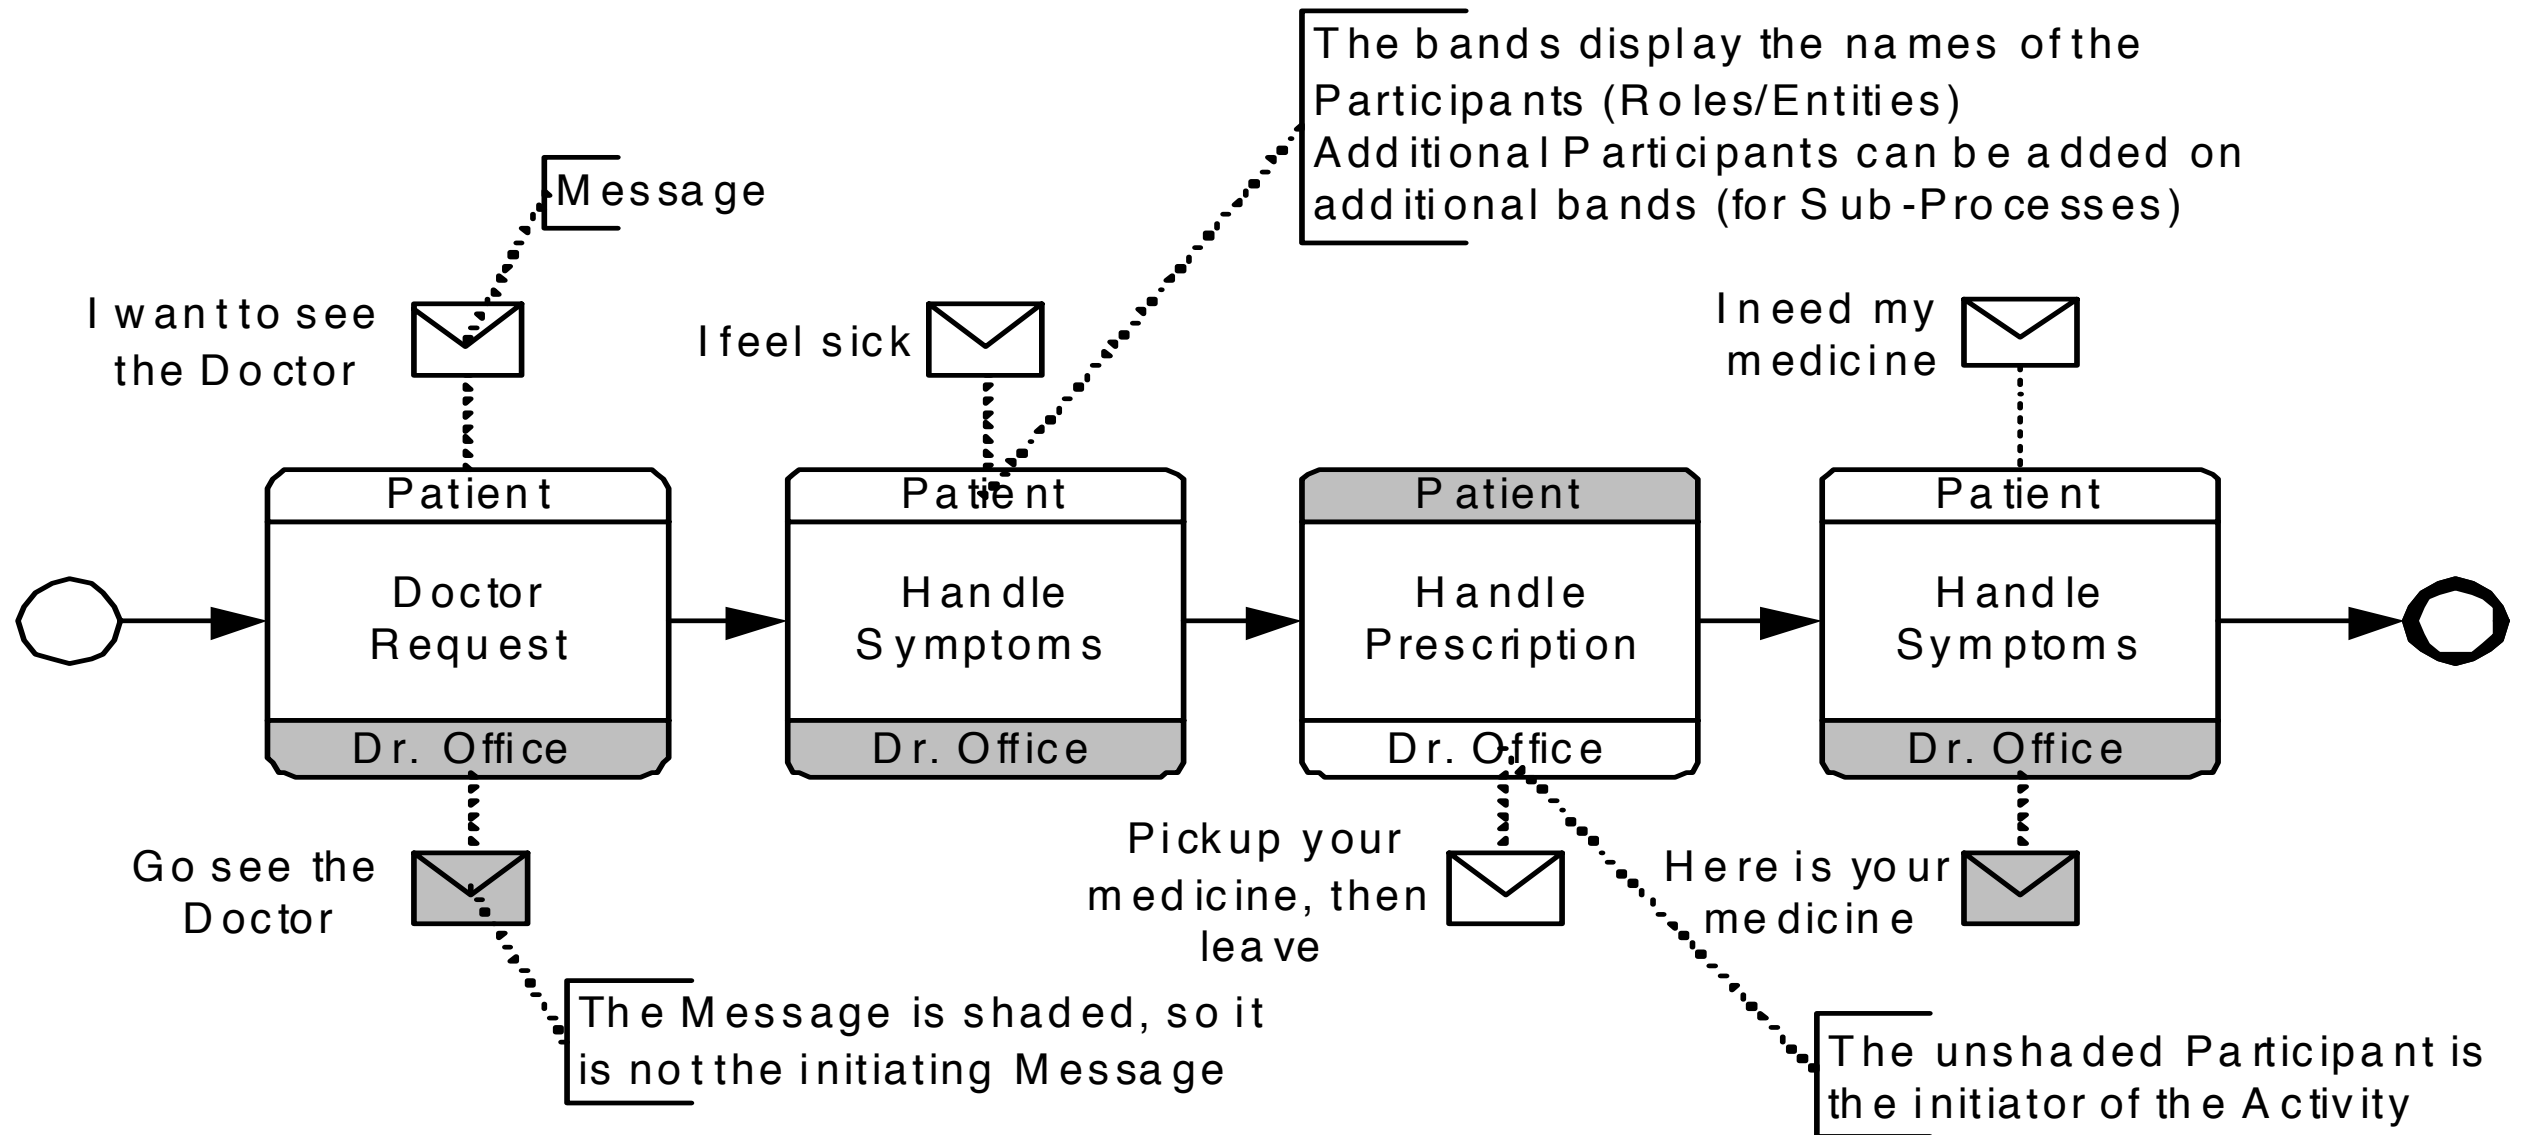 The bands display the names of the
Participants (Roles/Entities)
Additional Participants can be added on
additional bands (for Sub-Processes)
Message
I want to see
the Doctor
I feel sick
I need my
medicine
Patient
Doctor
Request
Dr. Office
Patient
Handle
Symptoms
Dr. Office
Patient
Handle
Prescription
Dr. Office
Patient
Handle
Symptoms
Dr. Office
Go see the
Doctor
Pickup your
medicine, then
leave
Here is your
medicine
The Message is shaded, so it
is not the initiating Message
The unshaded Participant is
the initiator of the Activity